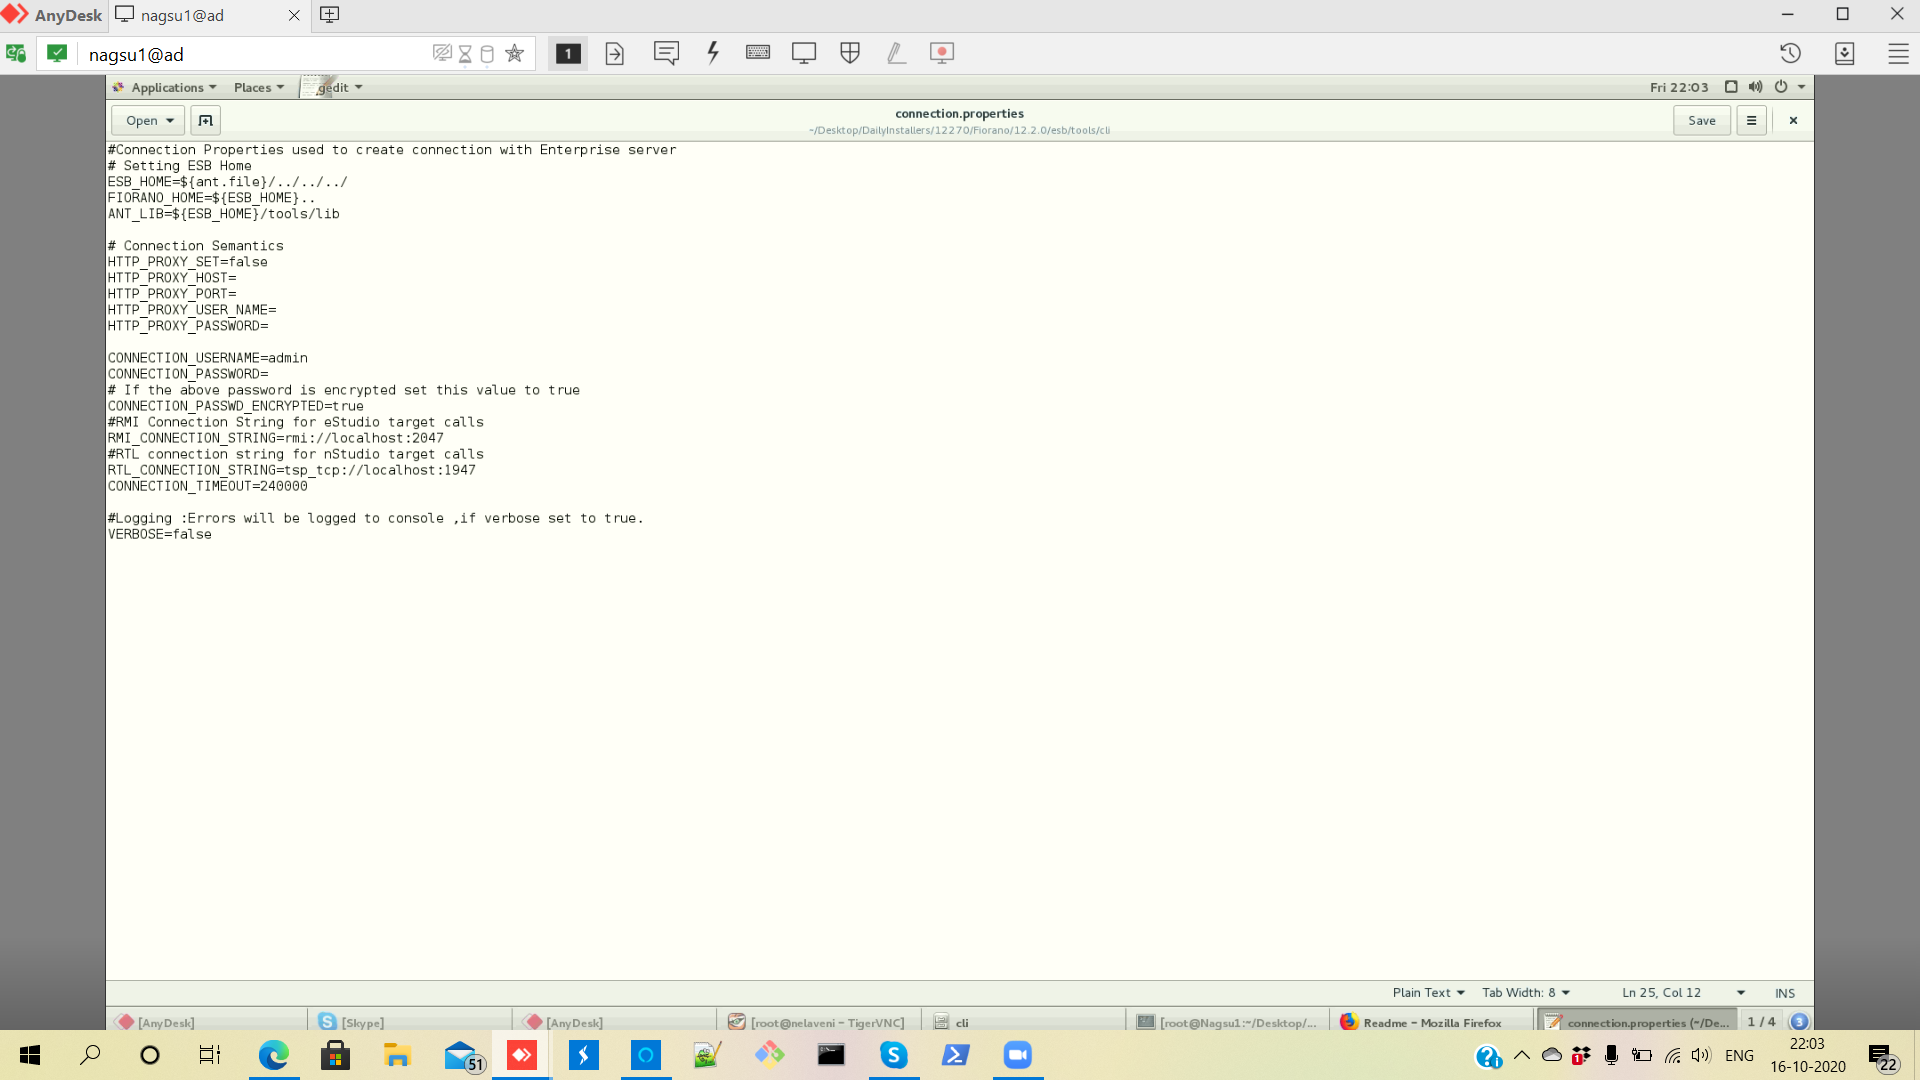 AnyDesk
nagsu1@ad
nagsu1@ad
1
Applications
Places
gedit
Fri 22:03
Open
connection.properties
~/Desktop/DailyInstallers/12270/Fiorano/12.2.0/esb/tools/cli
Save
#Connection Properties used to create connection with Enterprise server
# Setting ESB Home
ESB_HOME=${ant.file}/../../../
FIORANO_HOME=${ESB_HOME}..
ANT_LIB=${ESB_HOME}/tools/lib
# Connection Semantics
HTTP_PROXY_SET=false
HTTP_PROXY_HOST=
HTTP_PROXY_PORT=
HTTP_PROXY_USER_NAME=
HTTP_PROXY_PASSWORD=
CONNECTION_USERNAME=admin
CONNECTION_PASSWORD=
# If the above password is encrypted set this value to true
CONNECTION_PASSWD_ENCRYPTED=true
#RMI Connection String for eStudio target calls
RMI_CONNECTION_STRING=rmi://localhost:2047
#RTL connection string for nStudio target calls
RTL_CONNECTION_STRING=tsp_tcp://localhost:1947
CONNECTION_TIMEOUT=240000
#Logging :Errors will be logged to console ,if verbose set to true.
VERBOSE=false
Plain Text
Tab Width: 8
Ln 25, Col 12
INS
[AnyDesk]
[Skype]
[AnyDesk]
[root@nelaveni - TigerVNC]
cli
[root@Nagsu1:~/Desktop/...
Readme - Mozilla Firefox
connection.properties (~/De...
1 / 4
3
51
1
ENG
22:03
16-10-2020
22